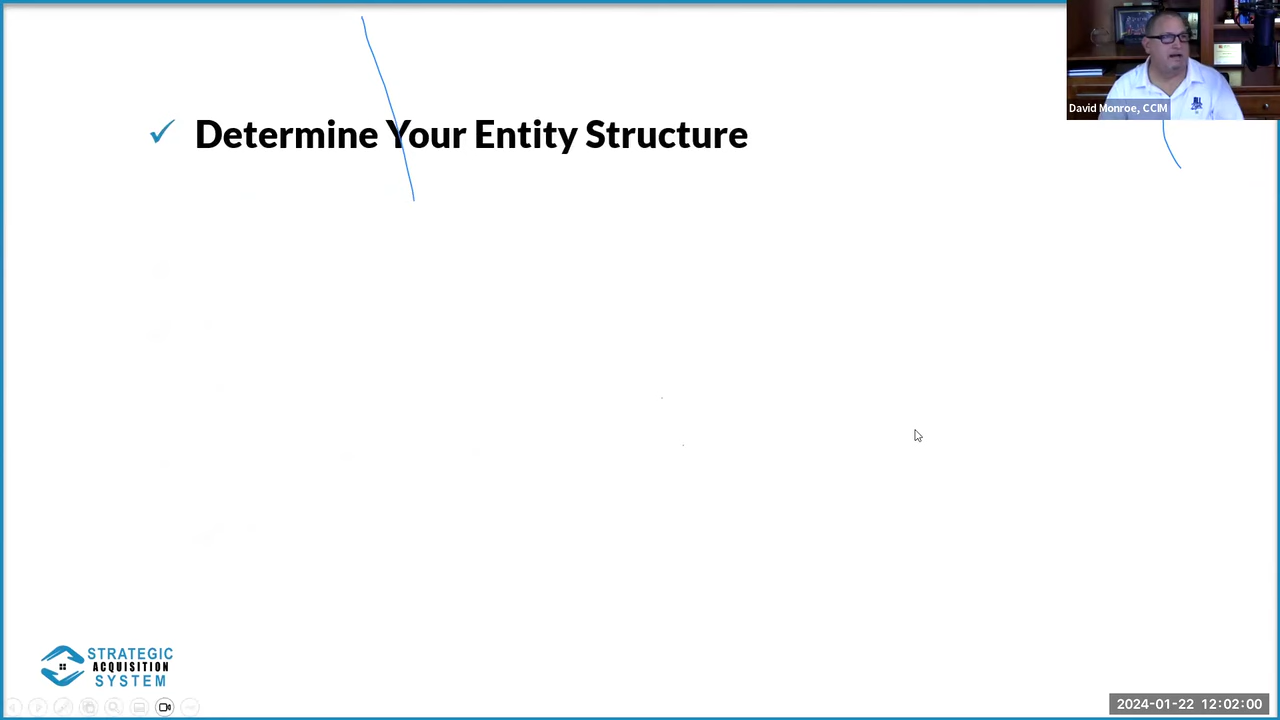 Determine Your Entity Structure
David Monroe, CCIM
STRATEGIC
ACQUISITION
SYSTEM
2024-01-22 12:02:00